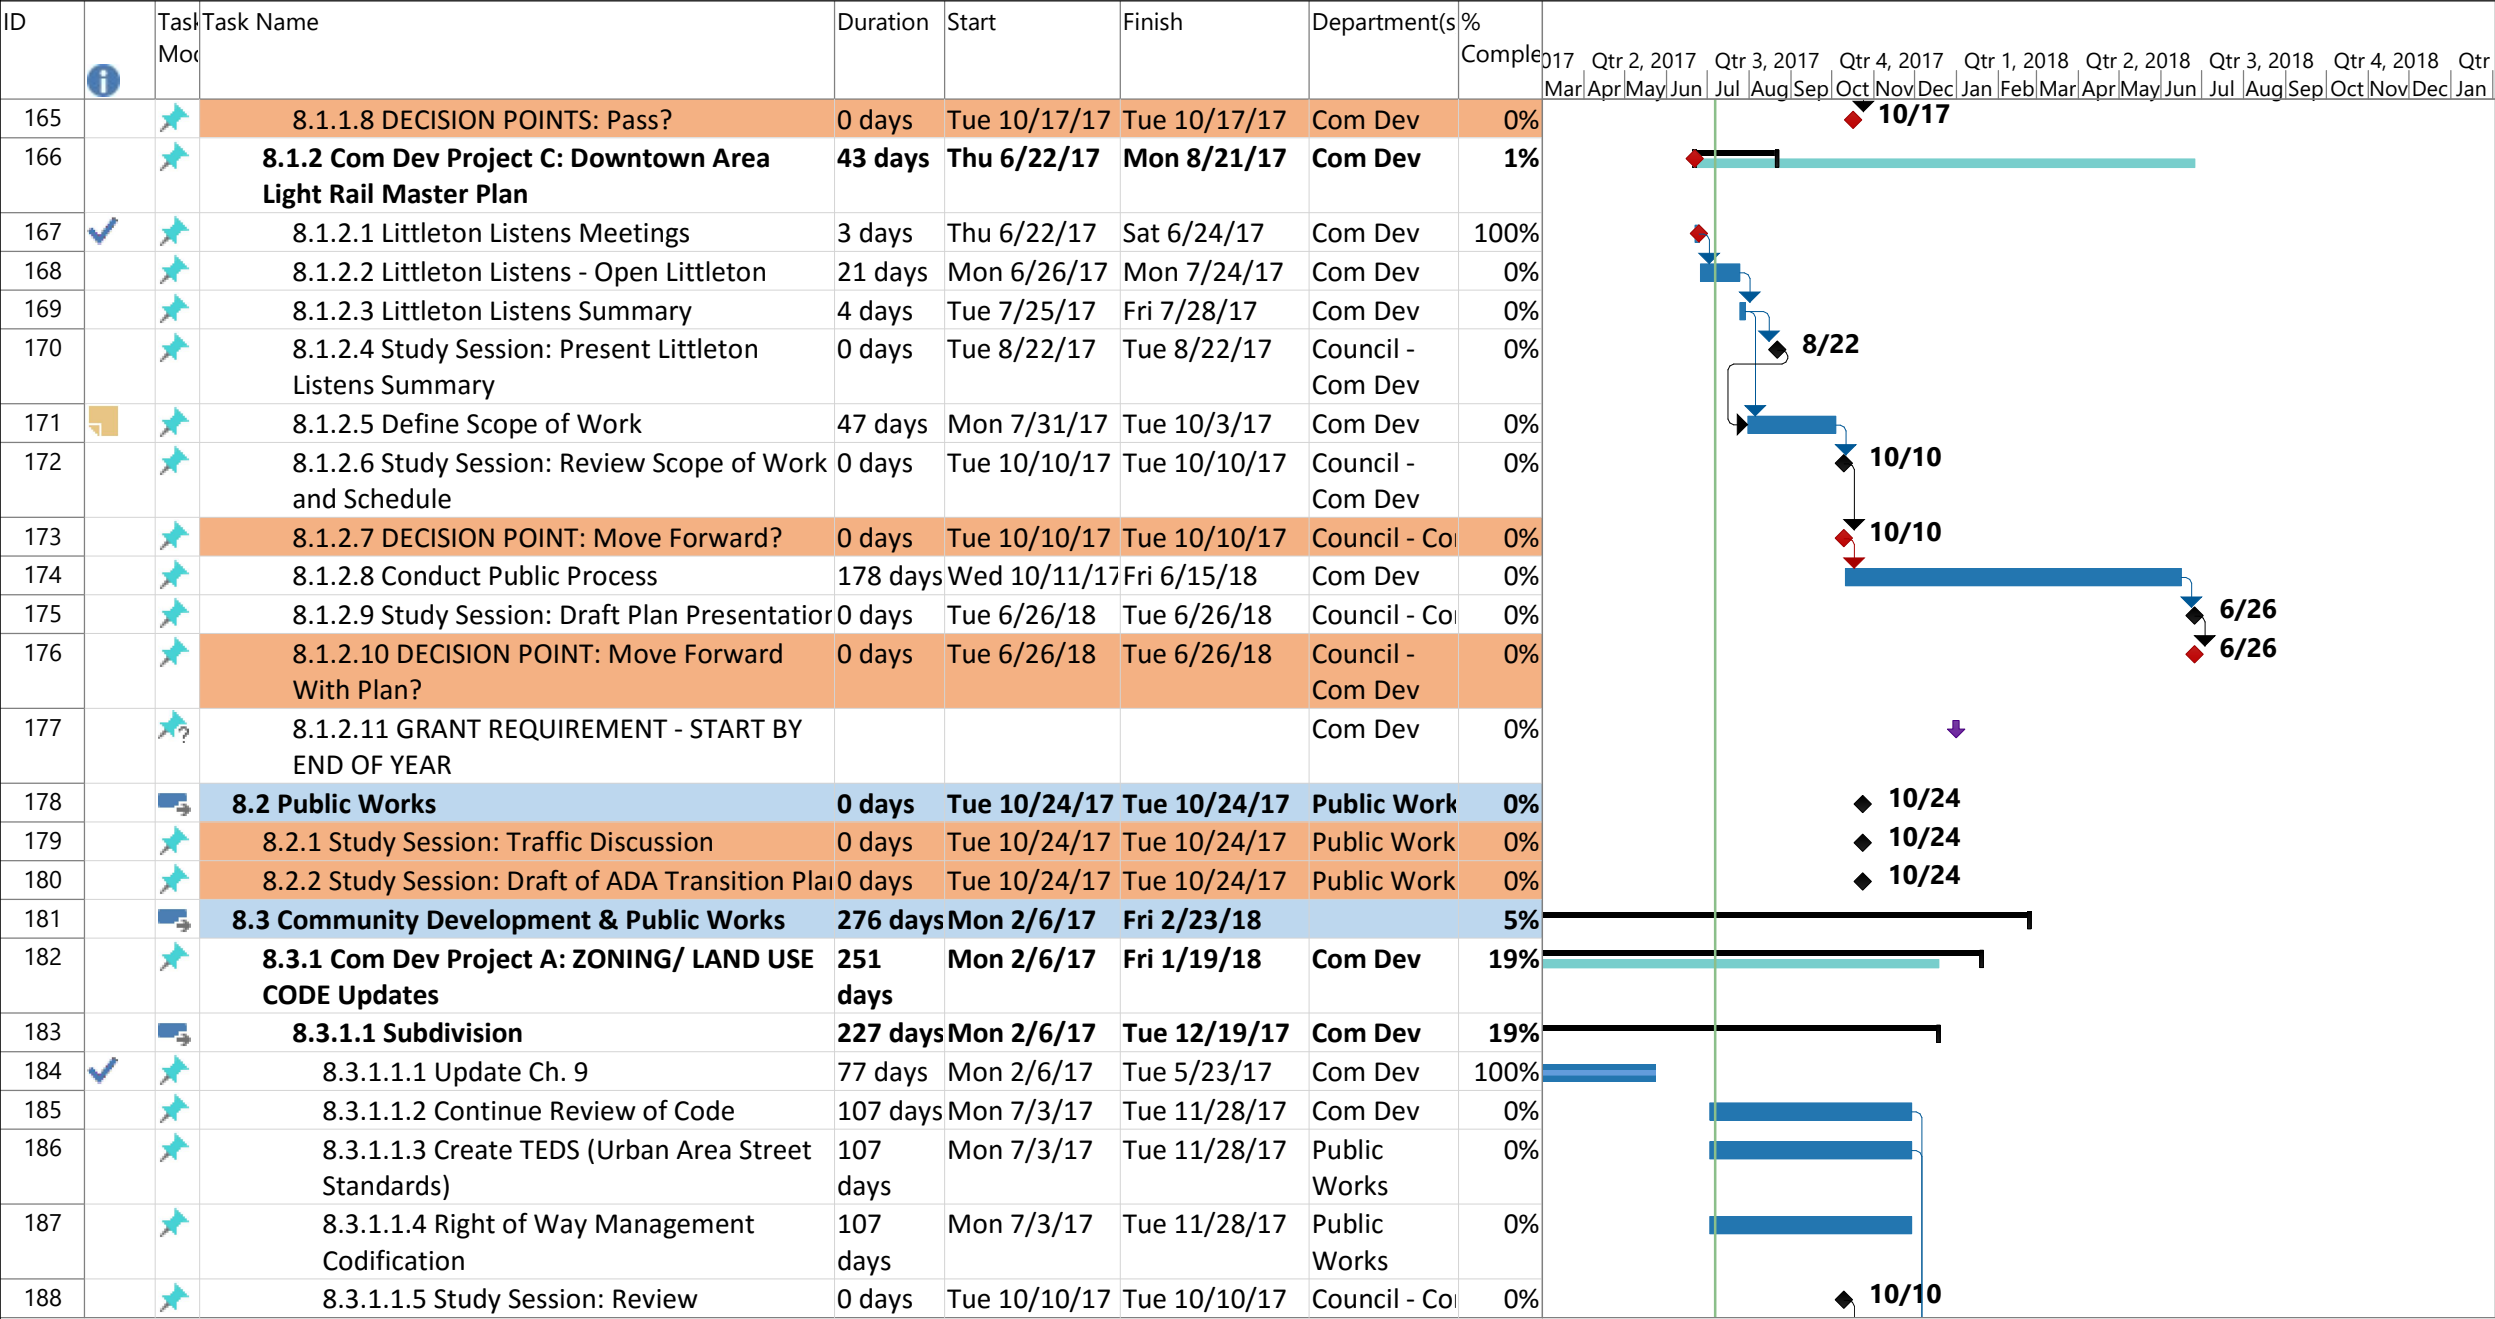 ID Task Task Name Duration Start Finish Department(s %
Mod Comple
017 Qtr 2, 2017 Qtr 3, 2017 Qtr 4, 2017 Qtr 1, 2018 Qtr 2, 2018 Qtr 3, 2018 Qtr 4, 2018 Qtr
Mar Apr May Jun Jul Aug Sep Oct Nov Dec Jan Feb Mar Apr May Jun Jul Aug Sep Oct Nov Dec Jan
165 8.1.1.8 DECISION POINTS: Pass? 0 days Tue 10/17/17 Tue 10/17/17 Com Dev 0% 10/17
166 8.1.2 Com Dev Project C: Downtown Area 43 days Thu 6/22/17 Mon 8/21/17 Com Dev 1%
Light Rail Master Plan
167 8.1.2.1 Littleton Listens Meetings 3 days Thu 6/22/17 Sat 6/24/17 Com Dev 100%
168 8.1.2.2 Littleton Listens - Open Littleton 21 days Mon 6/26/17 Mon 7/24/17 Com Dev 0%
169 8.1.2.3 Littleton Listens Summary 4 days Tue 7/25/17 Fri 7/28/17 Com Dev 0%
170 8.1.2.4 Study Session: Present Littleton 0 days Tue 8/22/17 Tue 8/22/17 Council - 0% 8/22
Listens Summary Com Dev
171 8.1.2.5 Define Scope of Work 47 days Mon 7/31/17 Tue 10/3/17 Com Dev 0%
172 8.1.2.6 Study Session: Review Scope of Work 0 days Tue 10/10/17 Tue 10/10/17 Council - 0% 10/10
and Schedule Com Dev
173 8.1.2.7 DECISION POINT: Move Forward? 0 days Tue 10/10/17 Tue 10/10/17 Council - Co 0% 10/10
174 8.1.2.8 Conduct Public Process 178 days Wed 10/11/17 Fri 6/15/18 Com Dev 0%
175 8.1.2.9 Study Session: Draft Plan Presentation 0 days Tue 6/26/18 Tue 6/26/18 Council - Co 0% 6/26
176 8.1.2.10 DECISION POINT: Move Forward 0 days Tue 6/26/18 Tue 6/26/18 Council - 0% 6/26
With Plan? Com Dev
177 8.1.2.11 GRANT REQUIREMENT - START BY Com Dev 0%
END OF YEAR
178 8.2 Public Works 0 days Tue 10/24/17 Tue 10/24/17 Public Work 0% 10/24
179 8.2.1 Study Session: Traffic Discussion 0 days Tue 10/24/17 Tue 10/24/17 Public Work 0% 10/24
180 8.2.2 Study Session: Draft of ADA Transition Plan 0 days Tue 10/24/17 Tue 10/24/17 Public Work 0% 10/24
181 8.3 Community Development & Public Works 276 days Mon 2/6/17 Fri 2/23/18 5%
182 8.3.1 Com Dev Project A: ZONING/ LAND USE 251 Mon 2/6/17 Fri 1/19/18 Com Dev 19%
CODE Updates days
183 8.3.1.1 Subdivision 227 days Mon 2/6/17 Tue 12/19/17 Com Dev 19%
184 8.3.1.1.1 Update Ch. 9 77 days Mon 2/6/17 Tue 5/23/17 Com Dev 100%
185 8.3.1.1.2 Continue Review of Code 107 days Mon 7/3/17 Tue 11/28/17 Com Dev 0%
186 8.3.1.1.3 Create TEDS (Urban Area Street 107 Mon 7/3/17 Tue 11/28/17 Public 0%
Standards) days Works
187 8.3.1.1.4 Right of Way Management 107 Mon 7/3/17 Tue 11/28/17 Public 0%
Codification days Works
188 8.3.1.1.5 Study Session: Review 0 days Tue 10/10/17 Tue 10/10/17 Council - Co 0% 10/10